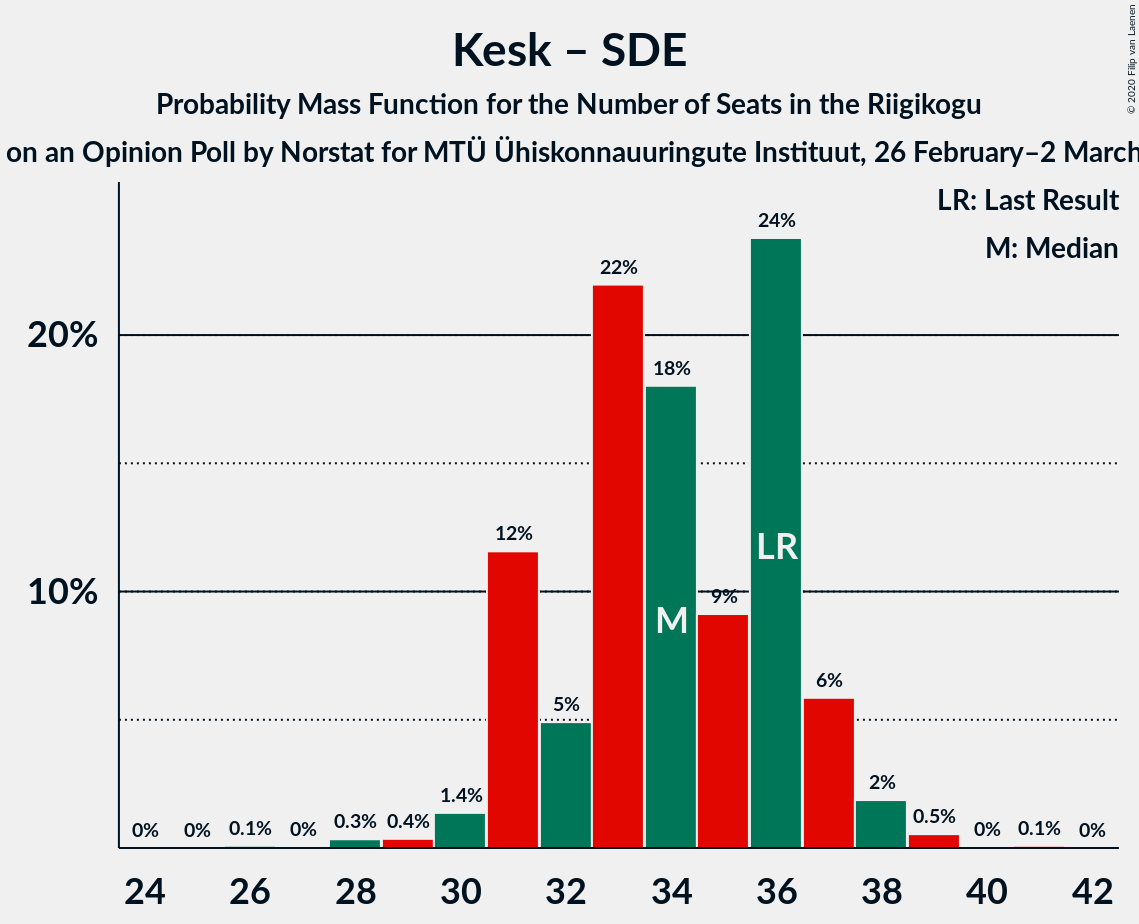 Kesk – SDE
Probability Mass Function for the Number of Seats in the Riigikogu
on an Opinion Poll by Norstat for MTÜ Ühiskonnauuringute Instituut, 26 February–2 March
© 2020 Filip van Laenen
LR: Last Result
M: Median
24%
22%
20%
18%
12%
LR
10%
9%
M
6%
5%
2%
1.4%
0% 0% 0.1% 0% 0.3% 0.4% 0.5% 0% 0.1% 0%
24 26 28 30 32 34 36 38 40 42